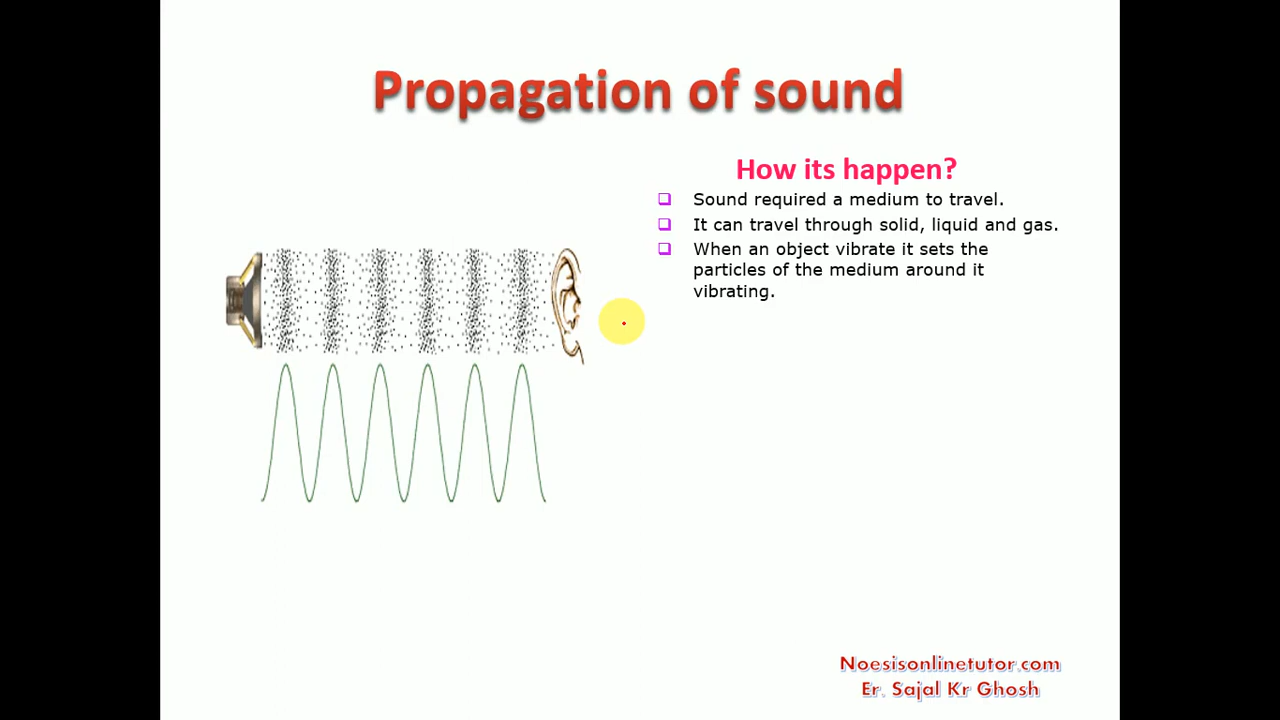 Propagation of sound
How its happen?
Sound required a medium to travel.
It can travel through solid, liquid and gas.
When an object vibrate it sets the
particles of the medium around it
vibrating.
Noesisonlinetutor.com
Er. Sajal Kr Ghosh